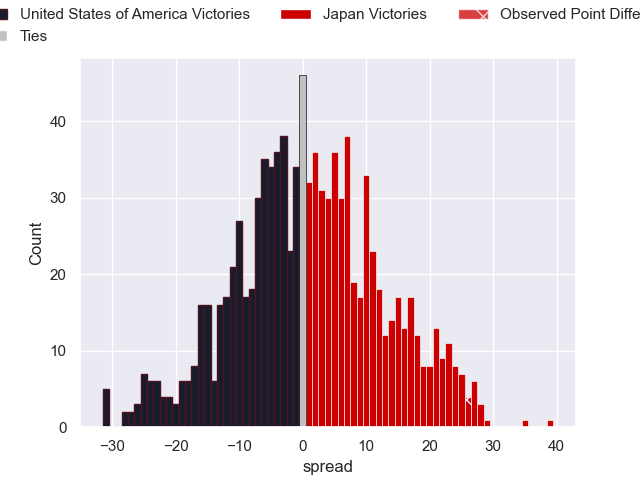 United States of America Victories Japan Victories Observed Point Diffe
Ties
40
30
20
10
0
Count
−30 −20 −10 0 10 20 30 40
spread